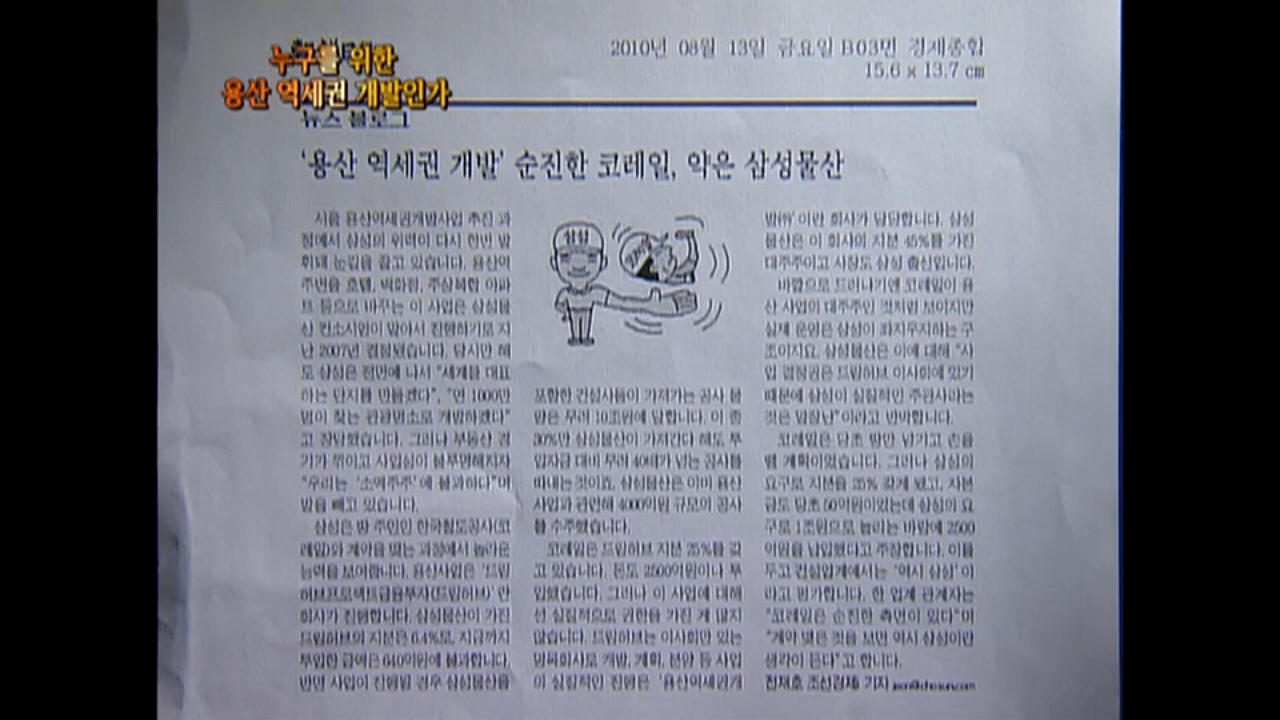 누구를 위한
용산 역세권 개발인가
2010년 08월 13일 금요일 B03면 경제종합
15.6 x 13.7 cm
뉴스 블로그
‘용산 역세권 개발’ 순진한 코레일, 약은 삼성물산
서울 용산역세권개발사업 추진 과
정에서 삼성의 위력이 다시 한번 발
휘돼 눈길을 끌고 있습니다. 용산역
주변을 호텔, 백화점, 주상복합 아파
트 등으로 바꾸는 이 사업은 삼성물
산 컨소시엄이 맡아서 진행하기로 지
난 2007년 결정됐습니다. 당시만 해
도 삼성은 전면에 나서 “세계를 대표
하는 단지를 만들겠다”, “연 1000만
명이 찾는 관광명소로 개발하겠다”
고 장담했습니다. 그러나 부동산 경
기가 꺾이고 사업성이 불투명해지자
“우리는 ‘소액주주’에 불과하다”며
발을 빼고 있습니다.
삼성은 땅 주인인 한국철도공사(코
레일)와 계약을 맺는 과정에서 놀라운
능력을 보여줍니다. 용산사업은 ‘드림
허브프로젝트금융투자(드림허브)’란
회사가 진행합니다. 삼성물산이 가진
드림허브의 지분은 6.4%로, 지금까지
투입한 금액은 640억원에 불과합니다.
반면 사업이 진행될 경우 삼성물산을
삼성
포함한 건설사들이 가져가는 공사 물
량은 무려 10조원에 달합니다. 이 중
30%만 삼성물산이 가져간다 해도 투
입자금 대비 무려 40배가 넘는 공사를
따내는 것이죠. 삼성물산은 이미 용산
사업과 관련해 4000억원 규모의 공사
를 수주했습니다.
코레일은 드림허브 지분 25%를 갖
고 있습니다. 돈도 2500억원이나 투
입했습니다. 그러나 이 사업에 대해
선 실질적으로 권한을 가진 게 많지
않습니다. 드림허브는 이사회만 있는
명목회사로 개발, 계획, 분양 등 사업
의 실질적인 진행은 ‘용산역세권개
발㈜’이란 회사가 담당합니다. 삼성
물산은 이 회사의 지분 45%를 가진
대주주이고 사장도 삼성 출신입니다.
바깥으로 드러나기엔 코레일이 용
산 사업의 대주주인 것처럼 보이지만
실제 운영은 삼성이 좌지우지하는 구
조이지요. 삼성물산은 이에 대해 “사
업 결정권은 드림허브 이사회에 있기
때문에 삼성이 실질적인 주관사라는
것은 말장난”이라고 반박합니다.
코레일은 당초 땅만 넘기고 손을
뗄 계획이었습니다. 그러나 삼성의
요구로 지분을 25% 갖게 됐고, 자본
금도 당초 50억원이었는데 삼성의 요
구로 1조원으로 늘리는 바람에 2500
억원을 납입했다고 주장합니다. 이를
두고 건설업계에서는 ‘역시 삼성’이
라고 평가합니다. 한 업계 관계자는
“코레일은 순진한 측면이 있다”며
“계약 맺은 것을 보면 역시 삼성이란
생각이 든다”고 합니다.
전재호 조선경제i 기자